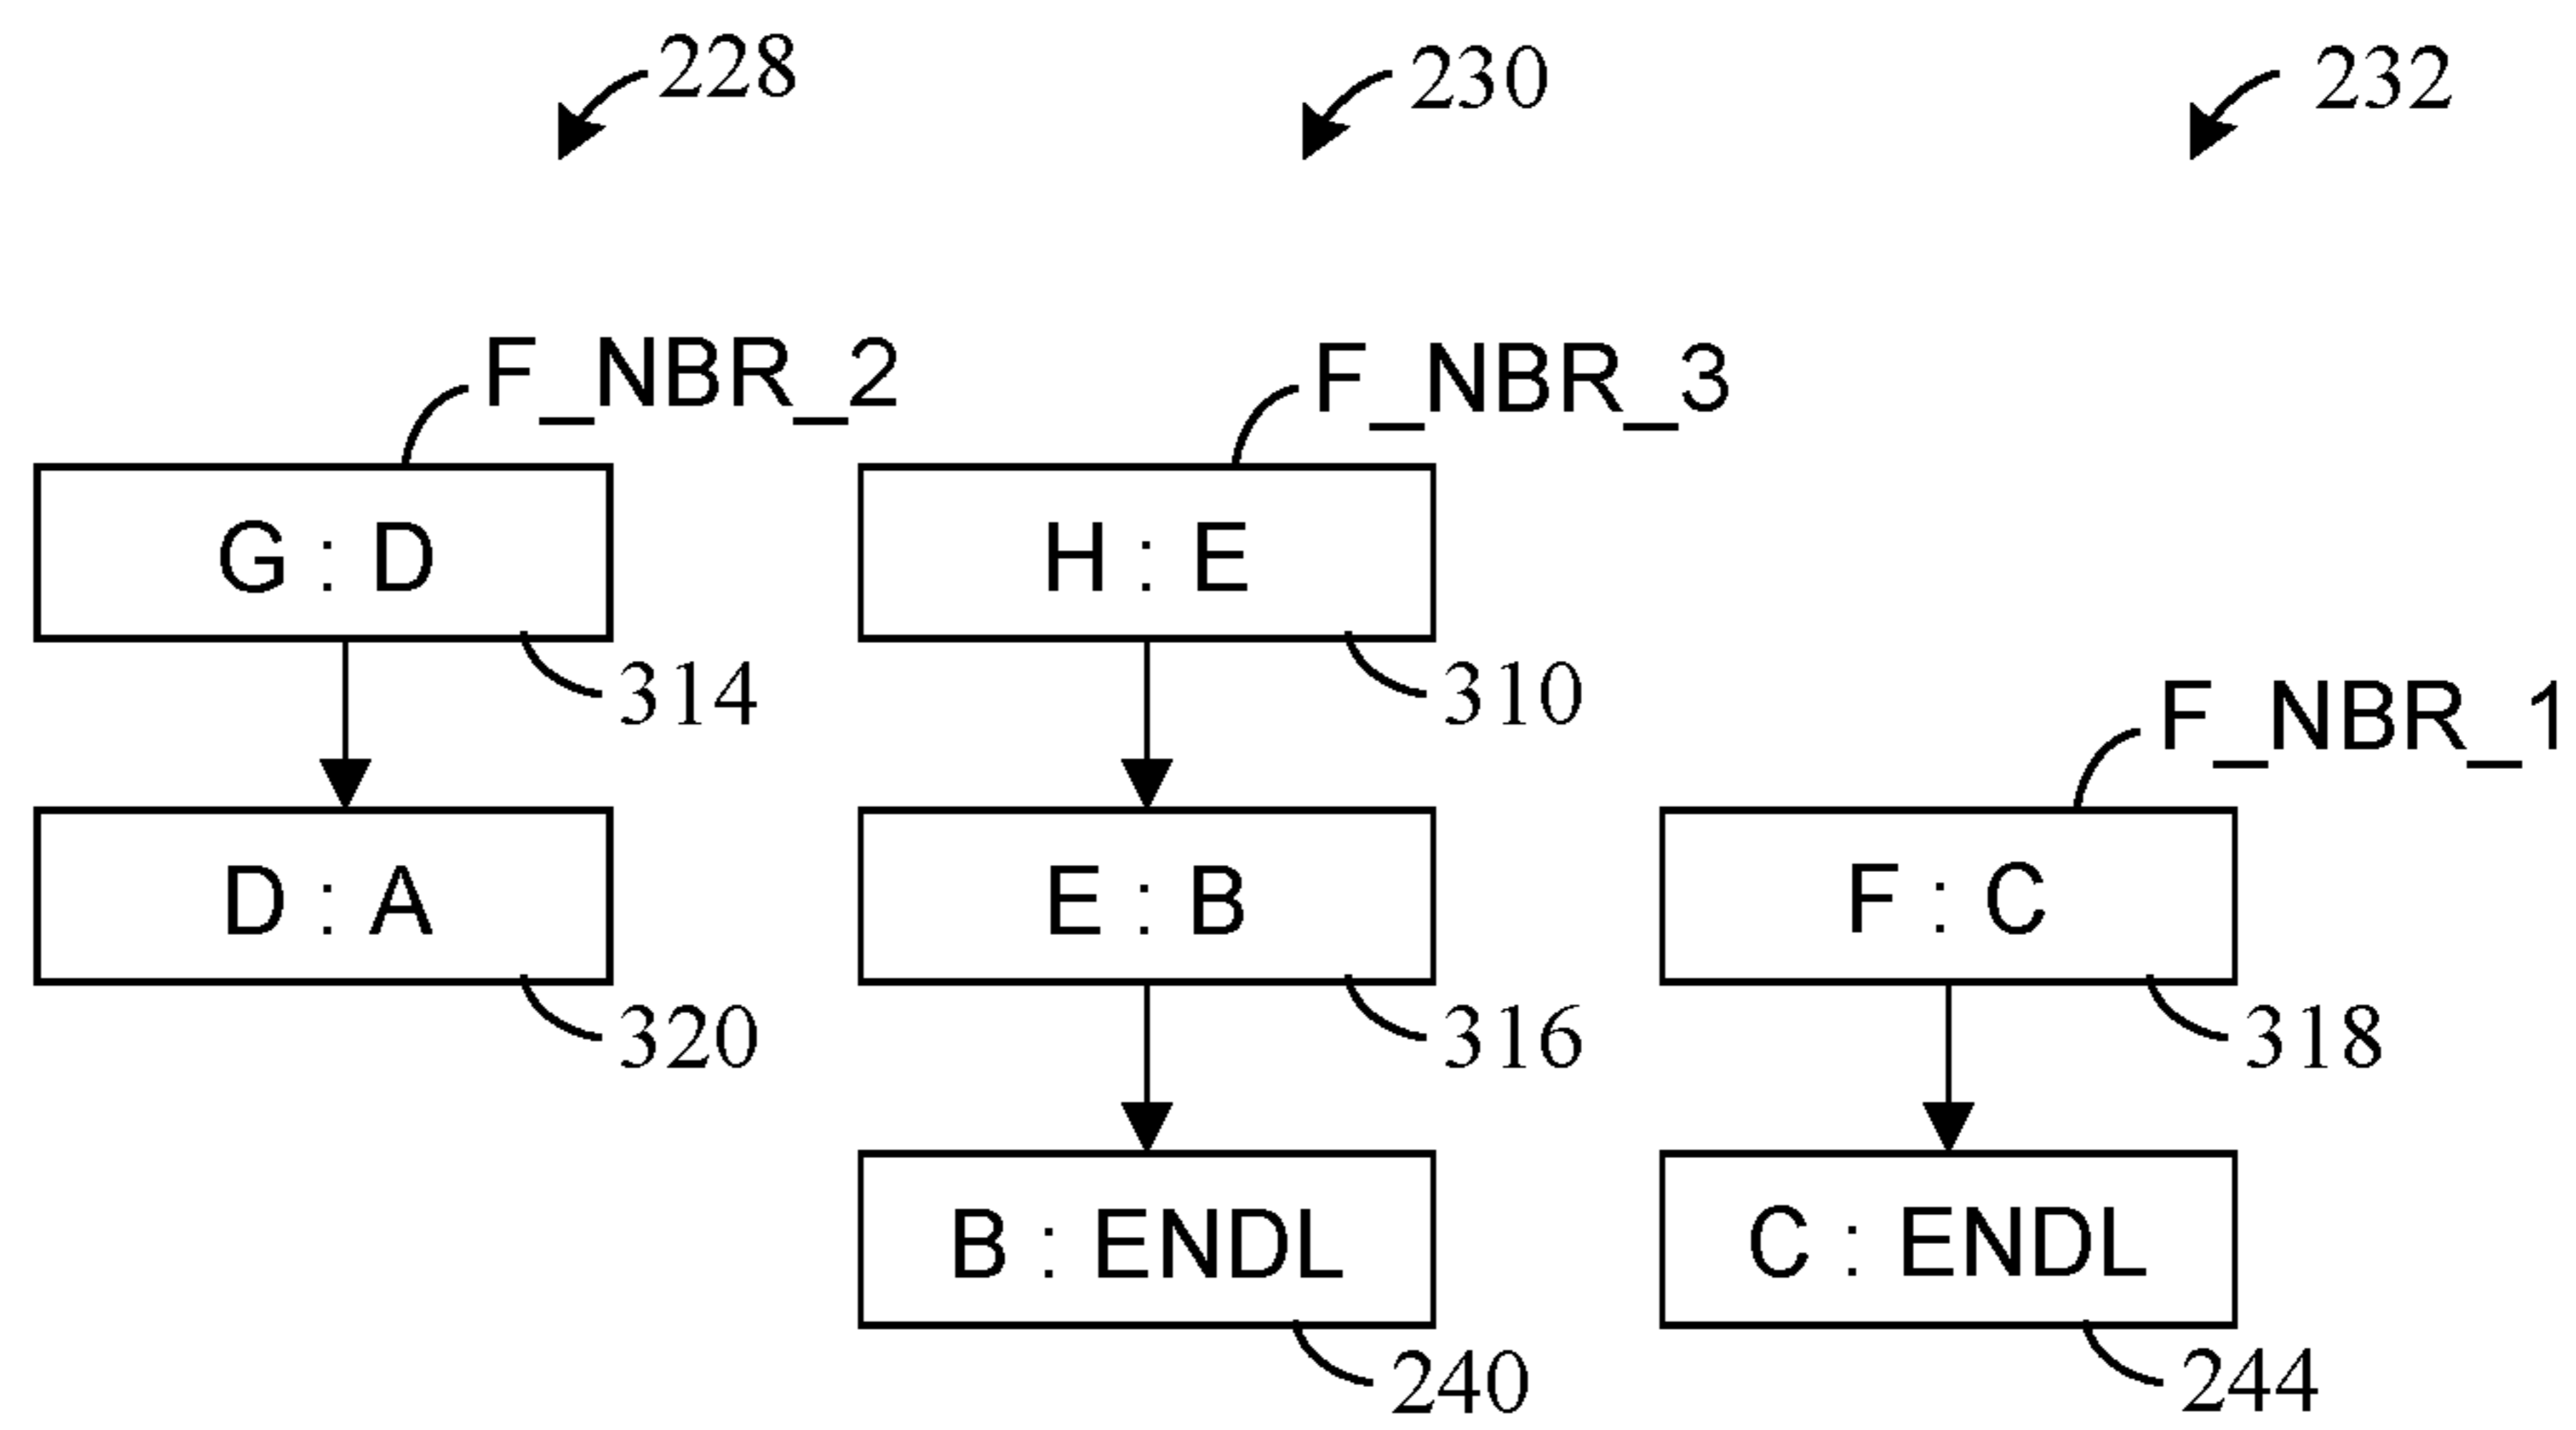 228 230 232
F_NBR_2 F_NBR_3
G : D H : E
314 310 F_NBR_1
D : A E : B F : C
320 316 318
B : ENDL C : ENDL
240 244